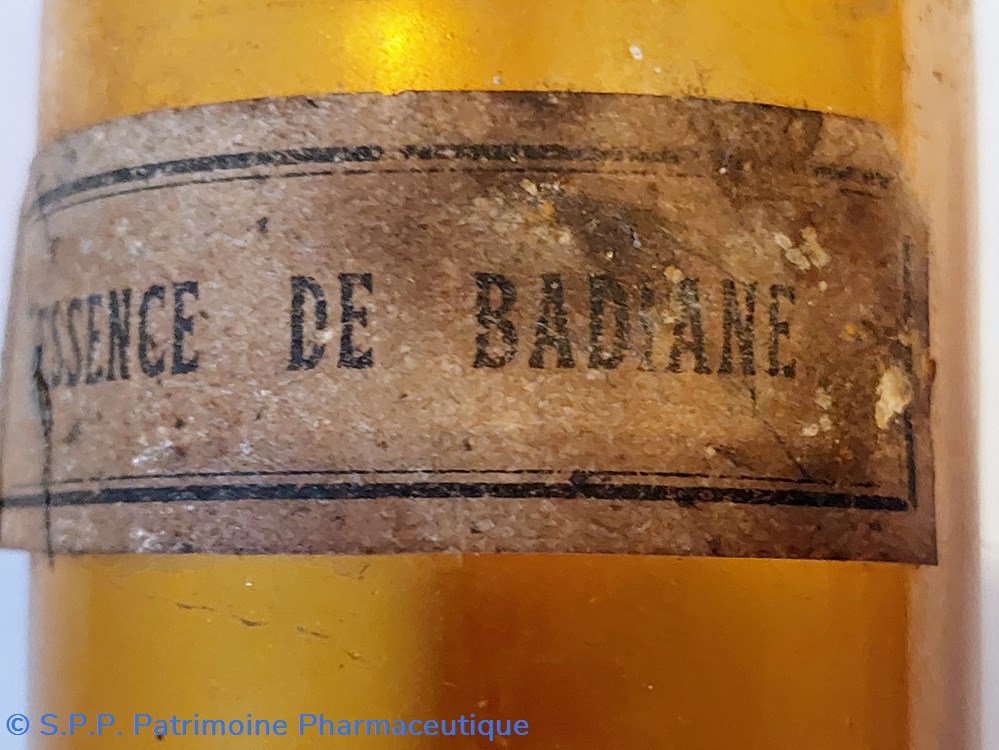 ESSENCE DE BADIANE
© S.P.P. Patrimoine Pharmaceutique